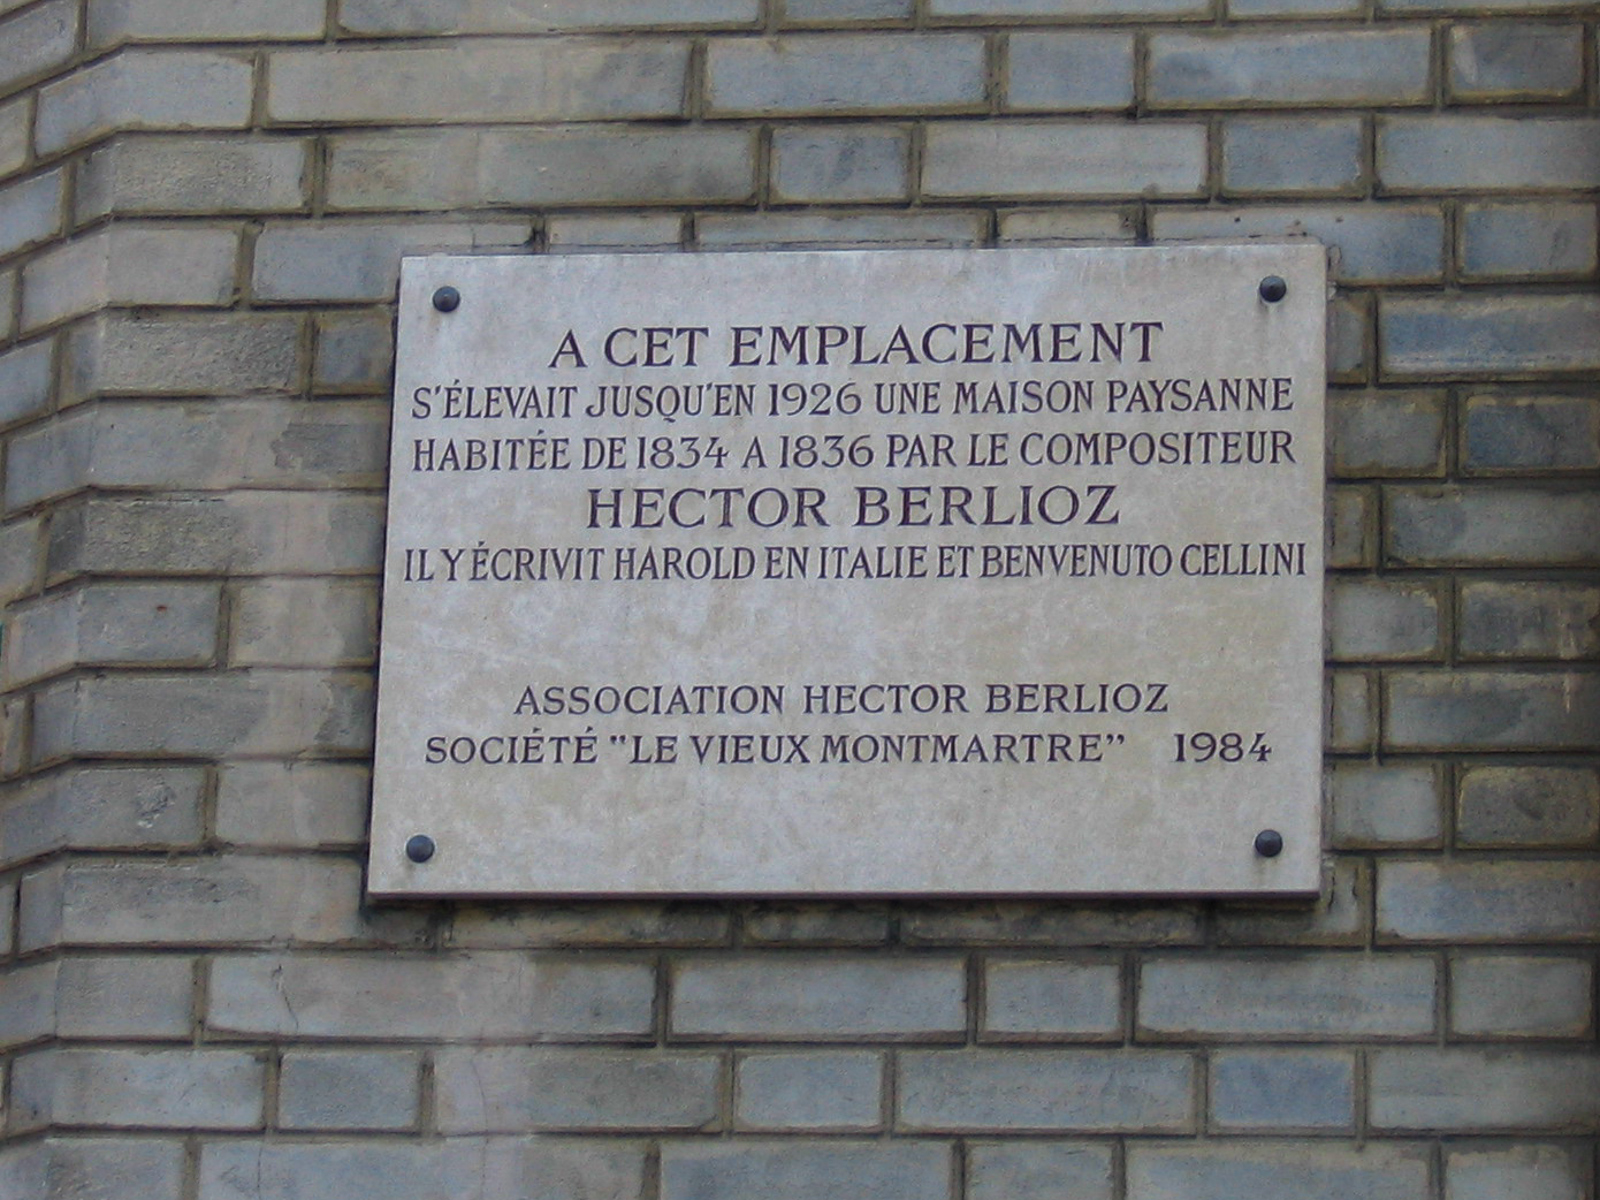 A CET EMPLACEMENT
S'ÉLEVAIT JUSQU'EN 1926 UNE MAISON PAYSANNE
HABITÉE DE 1834 A 1836 PAR LE COMPOSITEUR
HECTOR BERLIOZ
IL Y ÉCRIVIT HAROLD EN ITALIE ET BENVENUTO CELLINI
ASSOCIATION HECTOR BERLIOZ
SOCIÉTÉ "LE VIEUX MONTMARTRE" 1984